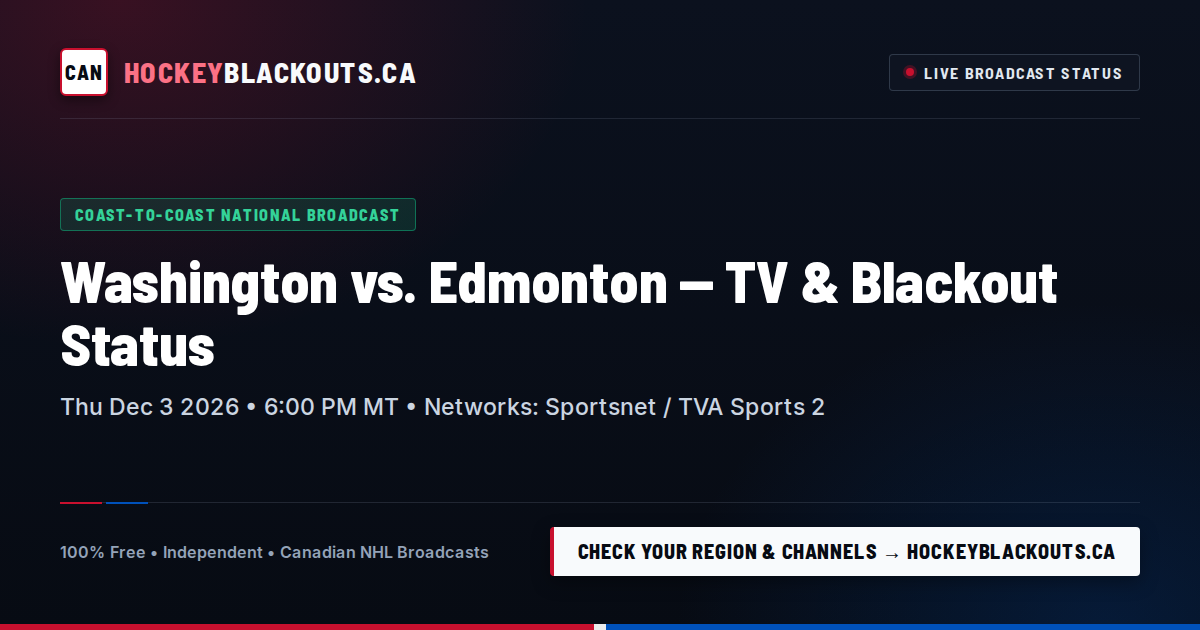 CAN HOCKEYBLACKOUTS.CA
LIVE BROADCAST STATUS
COAST-TO-COAST NATIONAL BROADCAST
Washington vs. Edmonton — TV & Blackout
Status
Thu Dec 3 2026 • 6:00 PM MT • Networks: Sportsnet / TVA Sports 2
100% Free • Independent • Canadian NHL Broadcasts
CHECK YOUR REGION & CHANNELS → HOCKEYBLACKOUTS.CA